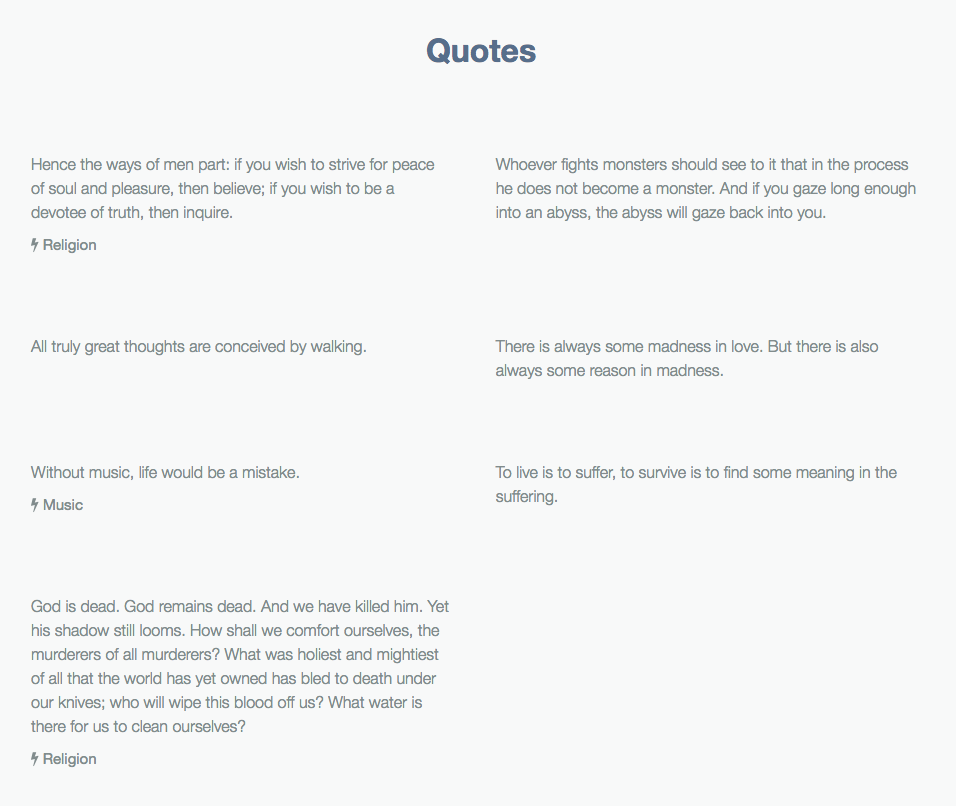 Quotes
Hence the ways of men part: if you wish to strive for peace
of soul and pleasure, then believe; if you wish to be a
devotee of truth, then inquire.
Religion
Whoever fights monsters should see to it that in the process
he does not become a monster. And if you gaze long enough
into an abyss, the abyss will gaze back into you.
All truly great thoughts are conceived by walking.
There is always some madness in love. But there is also
always some reason in madness.
Without music, life would be a mistake.
Music
To live is to suffer, to survive is to find some meaning in the
suffering.
God is dead. God remains dead. And we have killed him. Yet
his shadow still looms. How shall we comfort ourselves, the
murderers of all murderers? What was holiest and mightiest
of all that the world has yet owned has bled to death under
our knives; who will wipe this blood off us? What water is
there for us to clean ourselves?
Religion